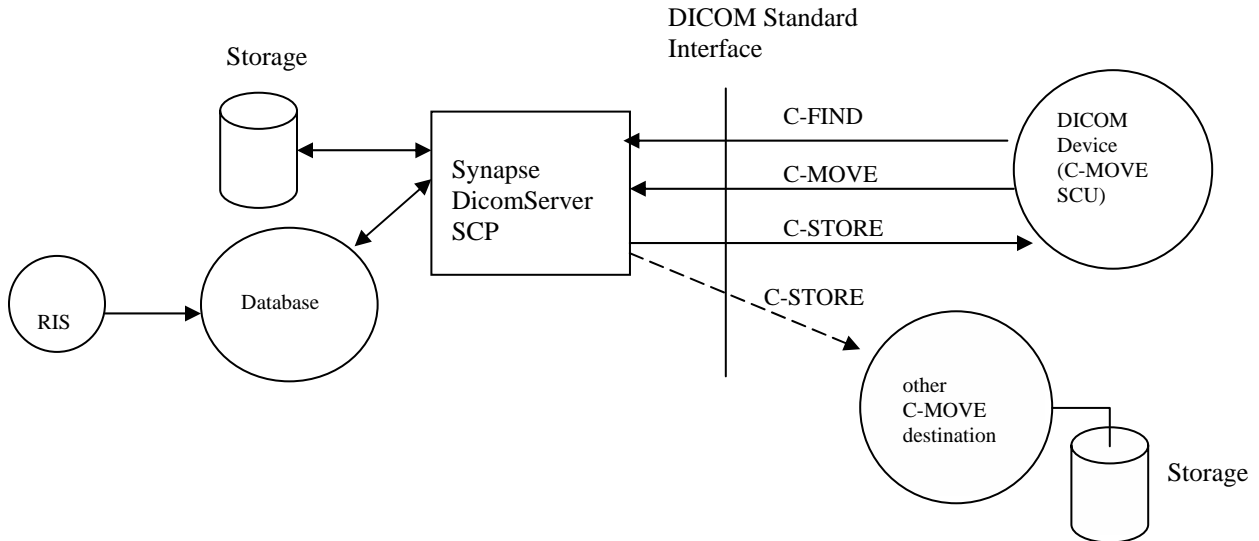 DICOM Standard
Interface
Storage
C-FIND
DICOM
Device
(C-MOVE
SCU)
Synapse
DicomServer
SCP
C-MOVE
C-STORE
C-STORE
Database
RIS
other
C-MOVE
destination
Storage